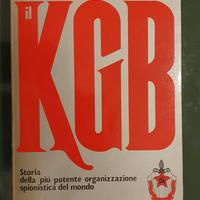 il
KGB
Storia
della più potente organizzazione
spionistica del mondo